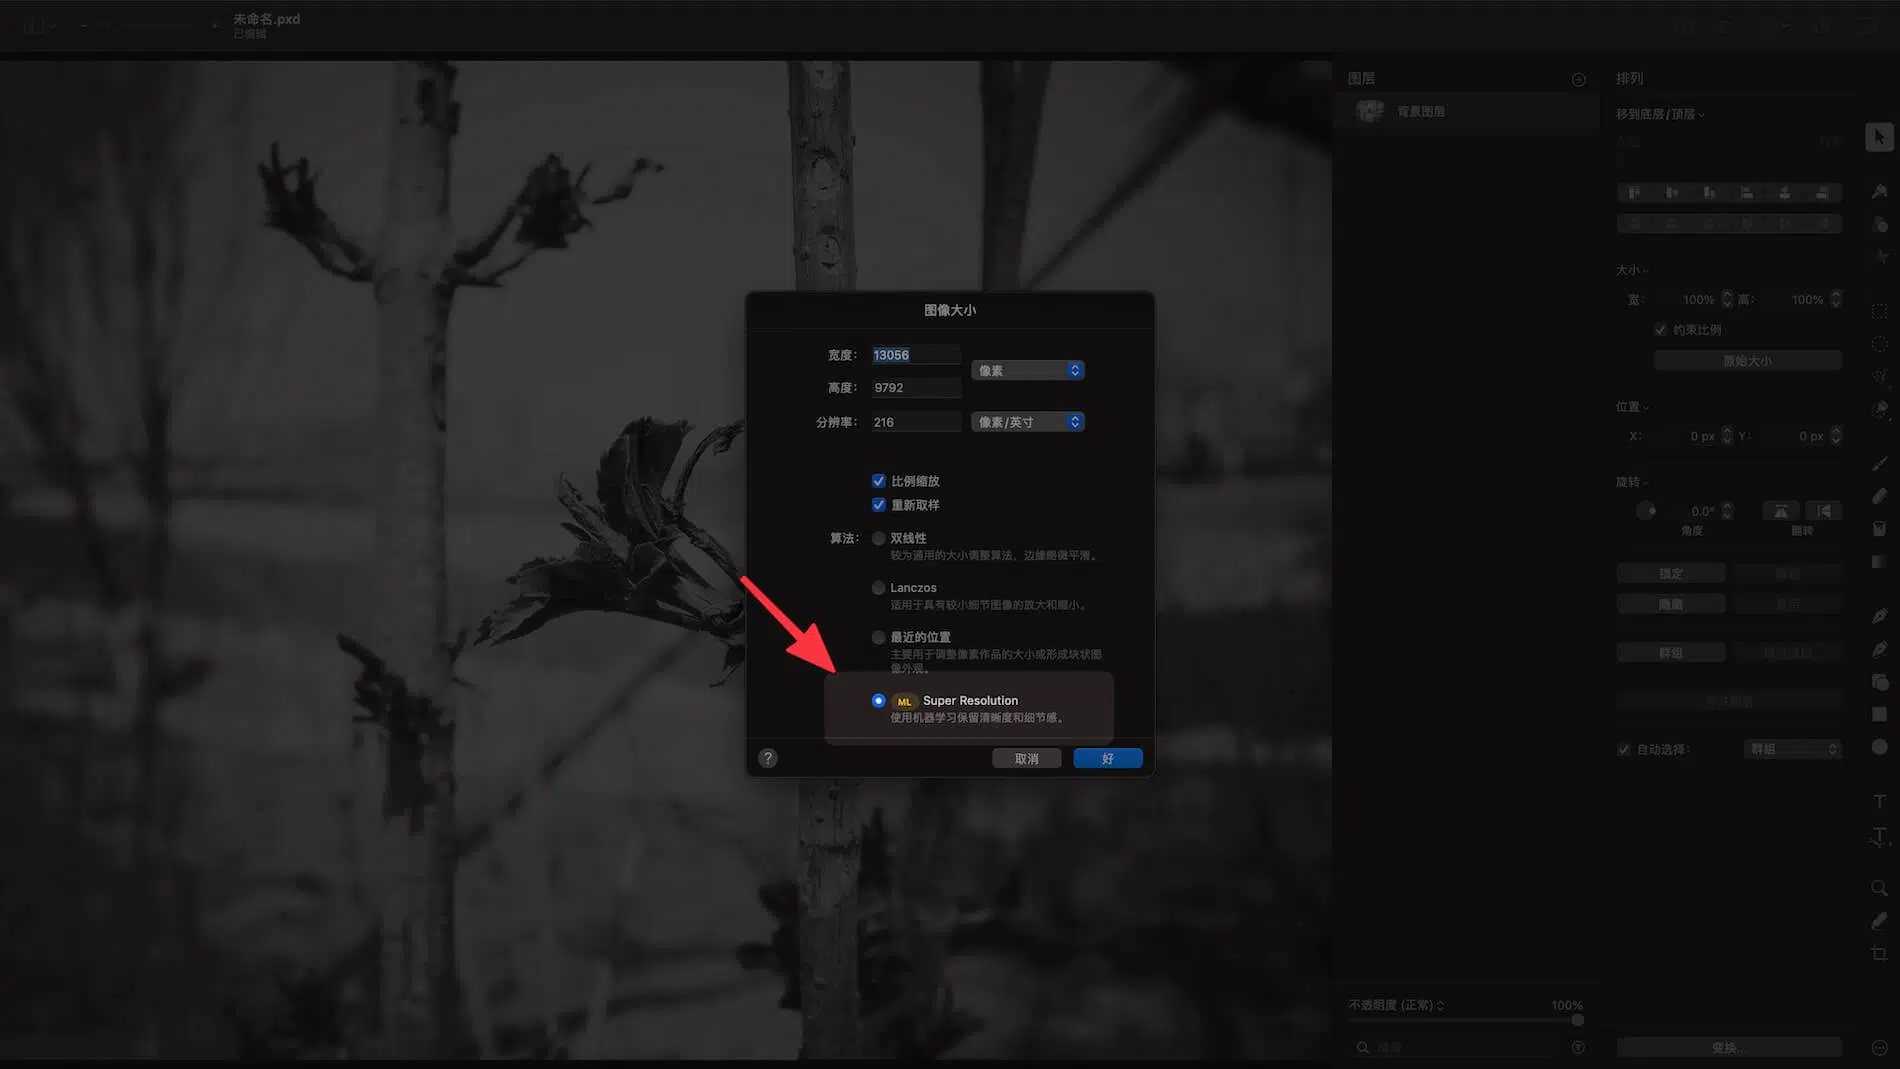 未命名.pxd
已编辑
图层
背景图层
排列
移到底层/顶层
大小
宽： 100% 高： 100%
约束比例
原始大小
位置
X： 0 px Y： 0 px
旋转
0.0°
角度
翻转
锁定
隐藏
群组
自动选择：
群组
不透明度 (正常) 100%
搜索
变换...
图像大小
宽度： 13056
像素
高度： 9792
分辨率： 216 像素/英寸
比例缩放
重新取样
算法： 双线性
较为通用的大小调整算法，边缘略微平滑。
Lanczos
适用于具有较小细节图像的放大和缩小。
最近的位置
主要用于调整像素作品的大小或形成块状图
像外观。
ML Super Resolution
使用机器学习保留清晰度和细节感。
?
取消
好